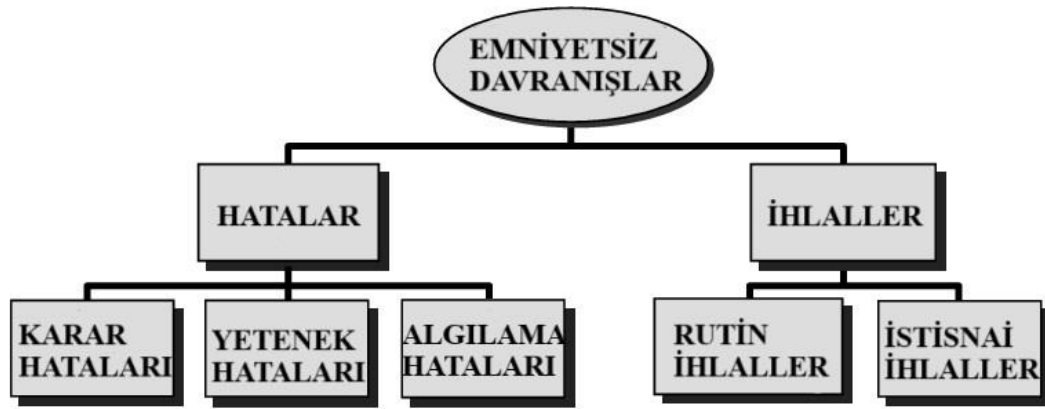 EMNİYETSİZ
DAVRANIŞLAR
HATALAR
İHLALLER
KARAR
HATALARI
YETENEK
HATALARI
ALGILAMA
HATALARI
RUTİN
İHLALLER
İSTİSNAİ
İHLALLER